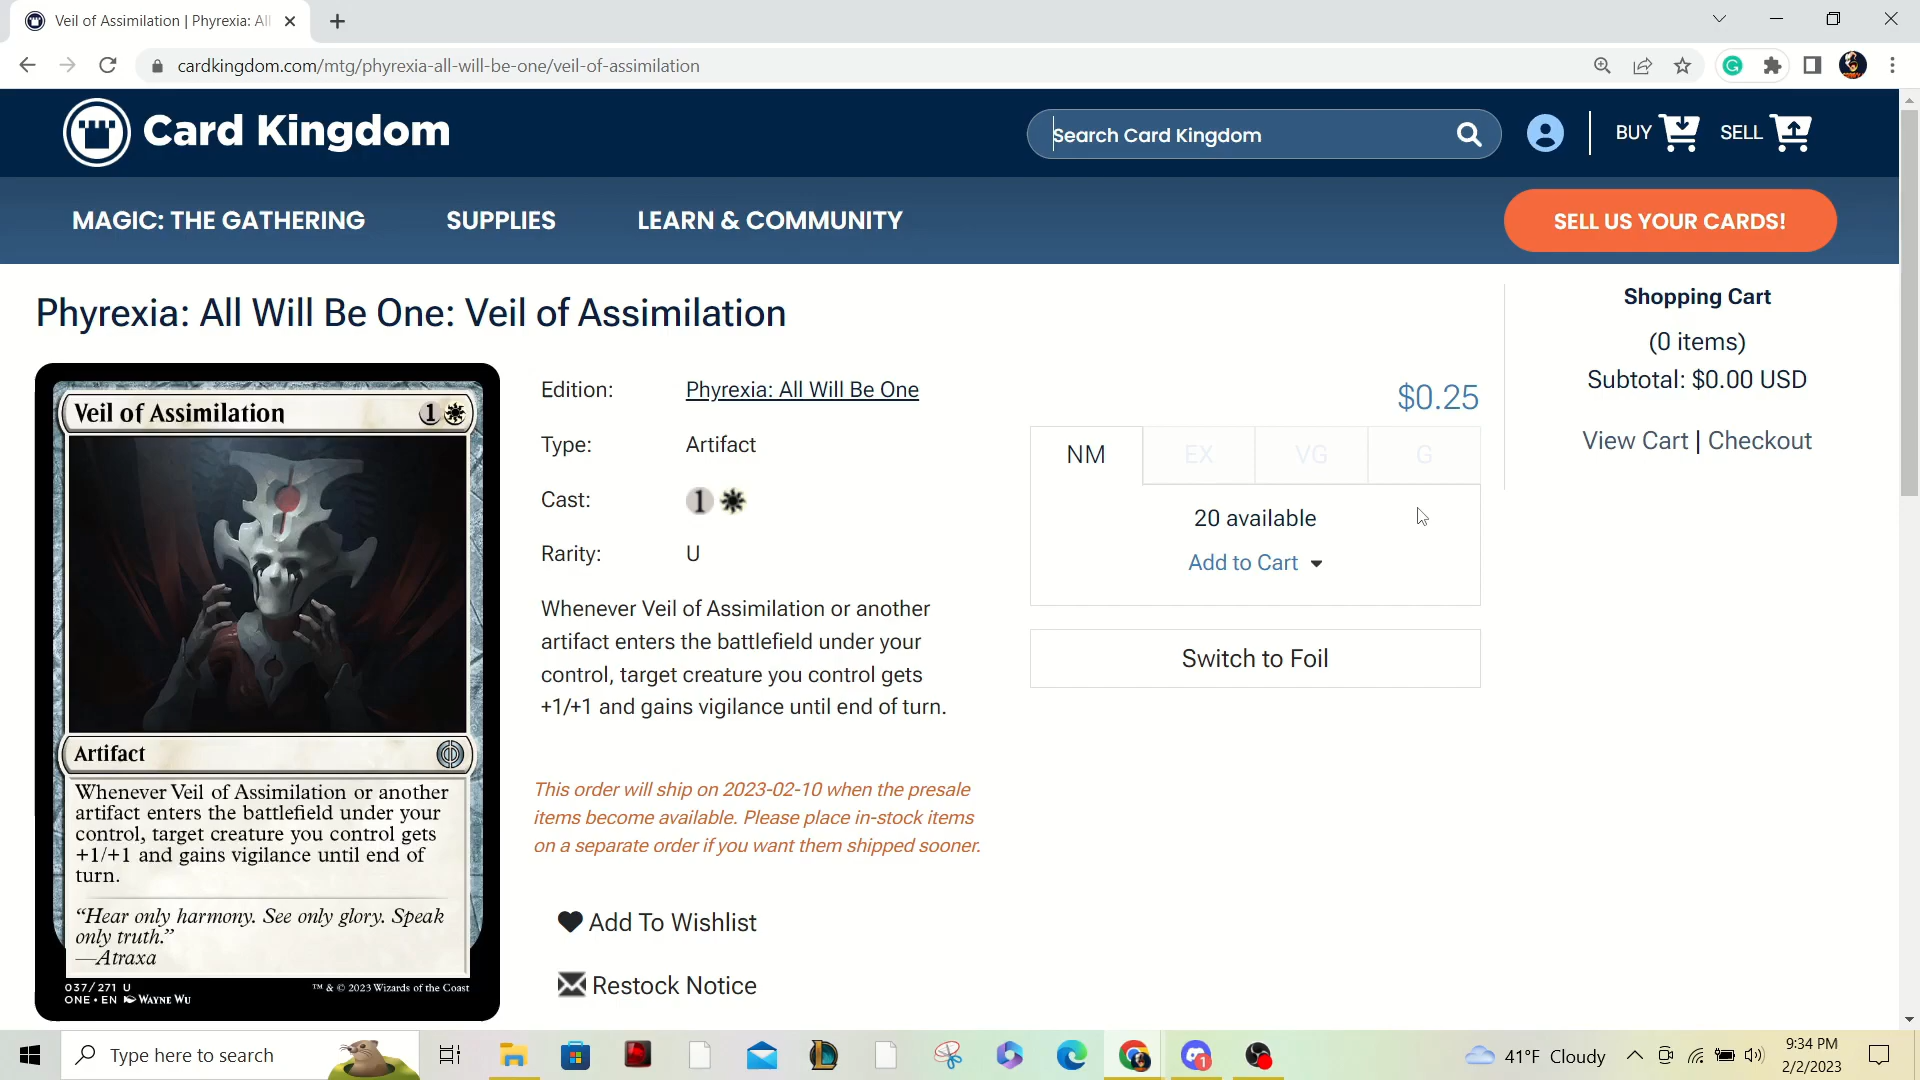 Veil of Assimilation | Phyrexia: Al
cardkingdom.com/mtg/phyrexia-all-will-be-one/veil-of-assimilation
Card Kingdom
Search Card Kingdom
BUY
SELL
MAGIC: THE GATHERING
SUPPLIES
LEARN & COMMUNITY
SELL US YOUR CARDS!
Phyrexia: All Will Be One: Veil of Assimilation
Shopping Cart
(0 items)
Subtotal: $0.00 USD
View Cart | Checkout
Veil of Assimilation 1
Artifact
Whenever Veil of Assimilation or another
artifact enters the battlefield under your
control, target creature you control gets
+1/+1 and gains vigilance until end of
turn.
“Hear only harmony. See only glory. Speak
only truth.”
—Atraxa
037/271 U
ONE • EN WAYNE WU
™ & © 2023 Wizards of the Coast
Edition: Phyrexia: All Will Be One
Type: Artifact
Cast: 1
Rarity: U
Whenever Veil of Assimilation or another
artifact enters the battlefield under your
control, target creature you control gets
+1/+1 and gains vigilance until end of turn.
This order will ship on 2023-02-10 when the presale
items become available. Please place in-stock items
on a separate order if you want them shipped sooner.
Add To Wishlist
Restock Notice
$0.25
NM EX VG G
20 available
Add to Cart
Switch to Foil
Type here to search
1
41°F Cloudy
9:34 PM
2/2/2023